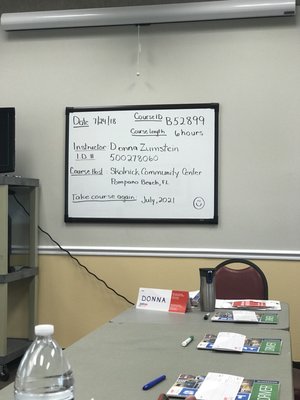 Date 7/24/18 Course ID B52899
Course Length 6 hours
Instructor: Donna Zumstein
I.D # 500278060
Course Host: Skolnick Community Center
Pompano Beach, FL
Take course again: July, 2021
DONNA